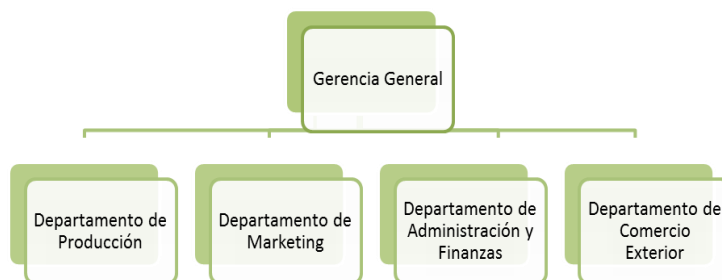 Gerencia General
Departamento de
Producción
Departamento de
Marketing
Departamento de
Administración y
Finanzas
Departamento de
Comercio
Exterior